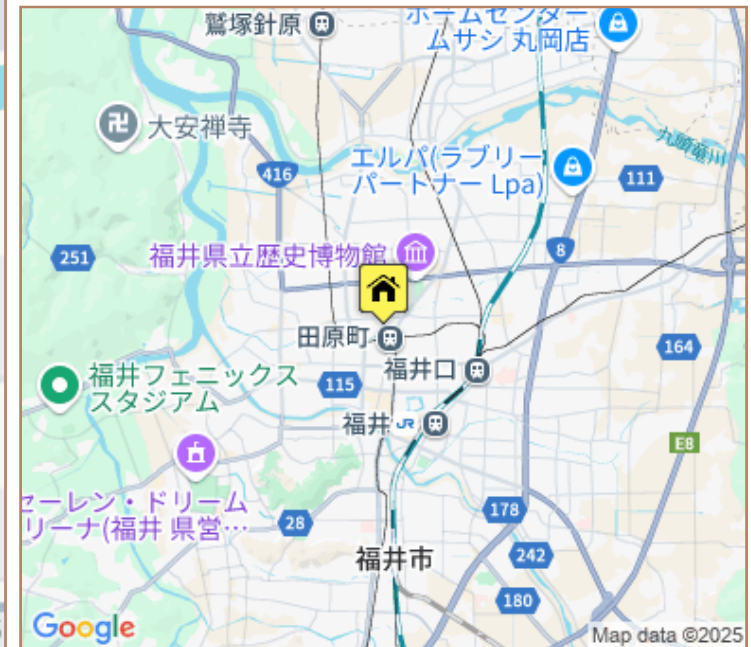 鷲塚針原
ホームセンター
ムサシ 丸岡店
大安禅寺
九頭竜川
416
エルパ(ラブリー
パートナー Lpa)
111
251
福井県立歴史博物館
8
田原町
164
福井口
福井フェニックス
スタジアム
115
福井 JR
E8
セーレン・ドリーム
リーナ(福井 県営…
178
28
242
福井市
180
Google
Map data ©2025